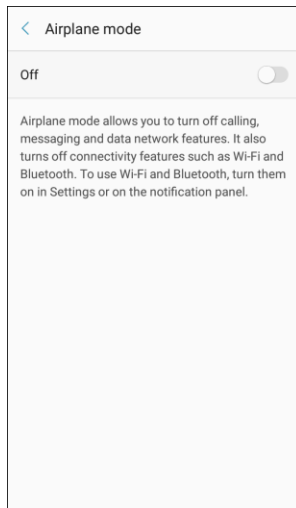 Airplane mode
Off
Airplane mode allows you to turn off calling,
messaging and data network features. It also
turns off connectivity features such as Wi-Fi and
Bluetooth. To use Wi-Fi and Bluetooth, turn them
on in Settings or on the notification panel.